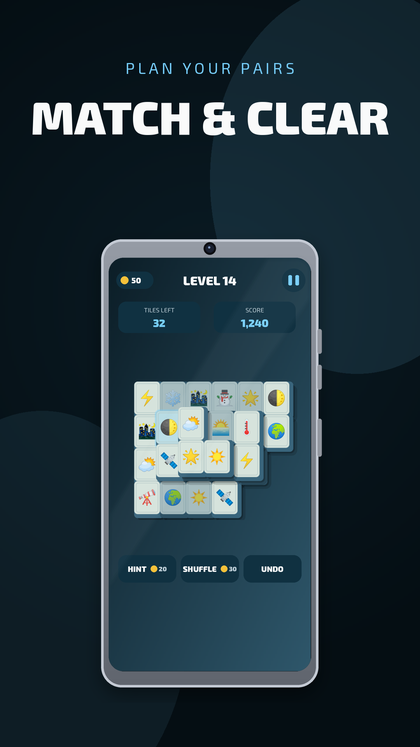 PLAN YOUR PAIRS
MATCH & CLEAR
50
LEVEL 14
TILES LEFT
32
SCORE
1,240
HINT 20
SHUFFLE 30
UNDO